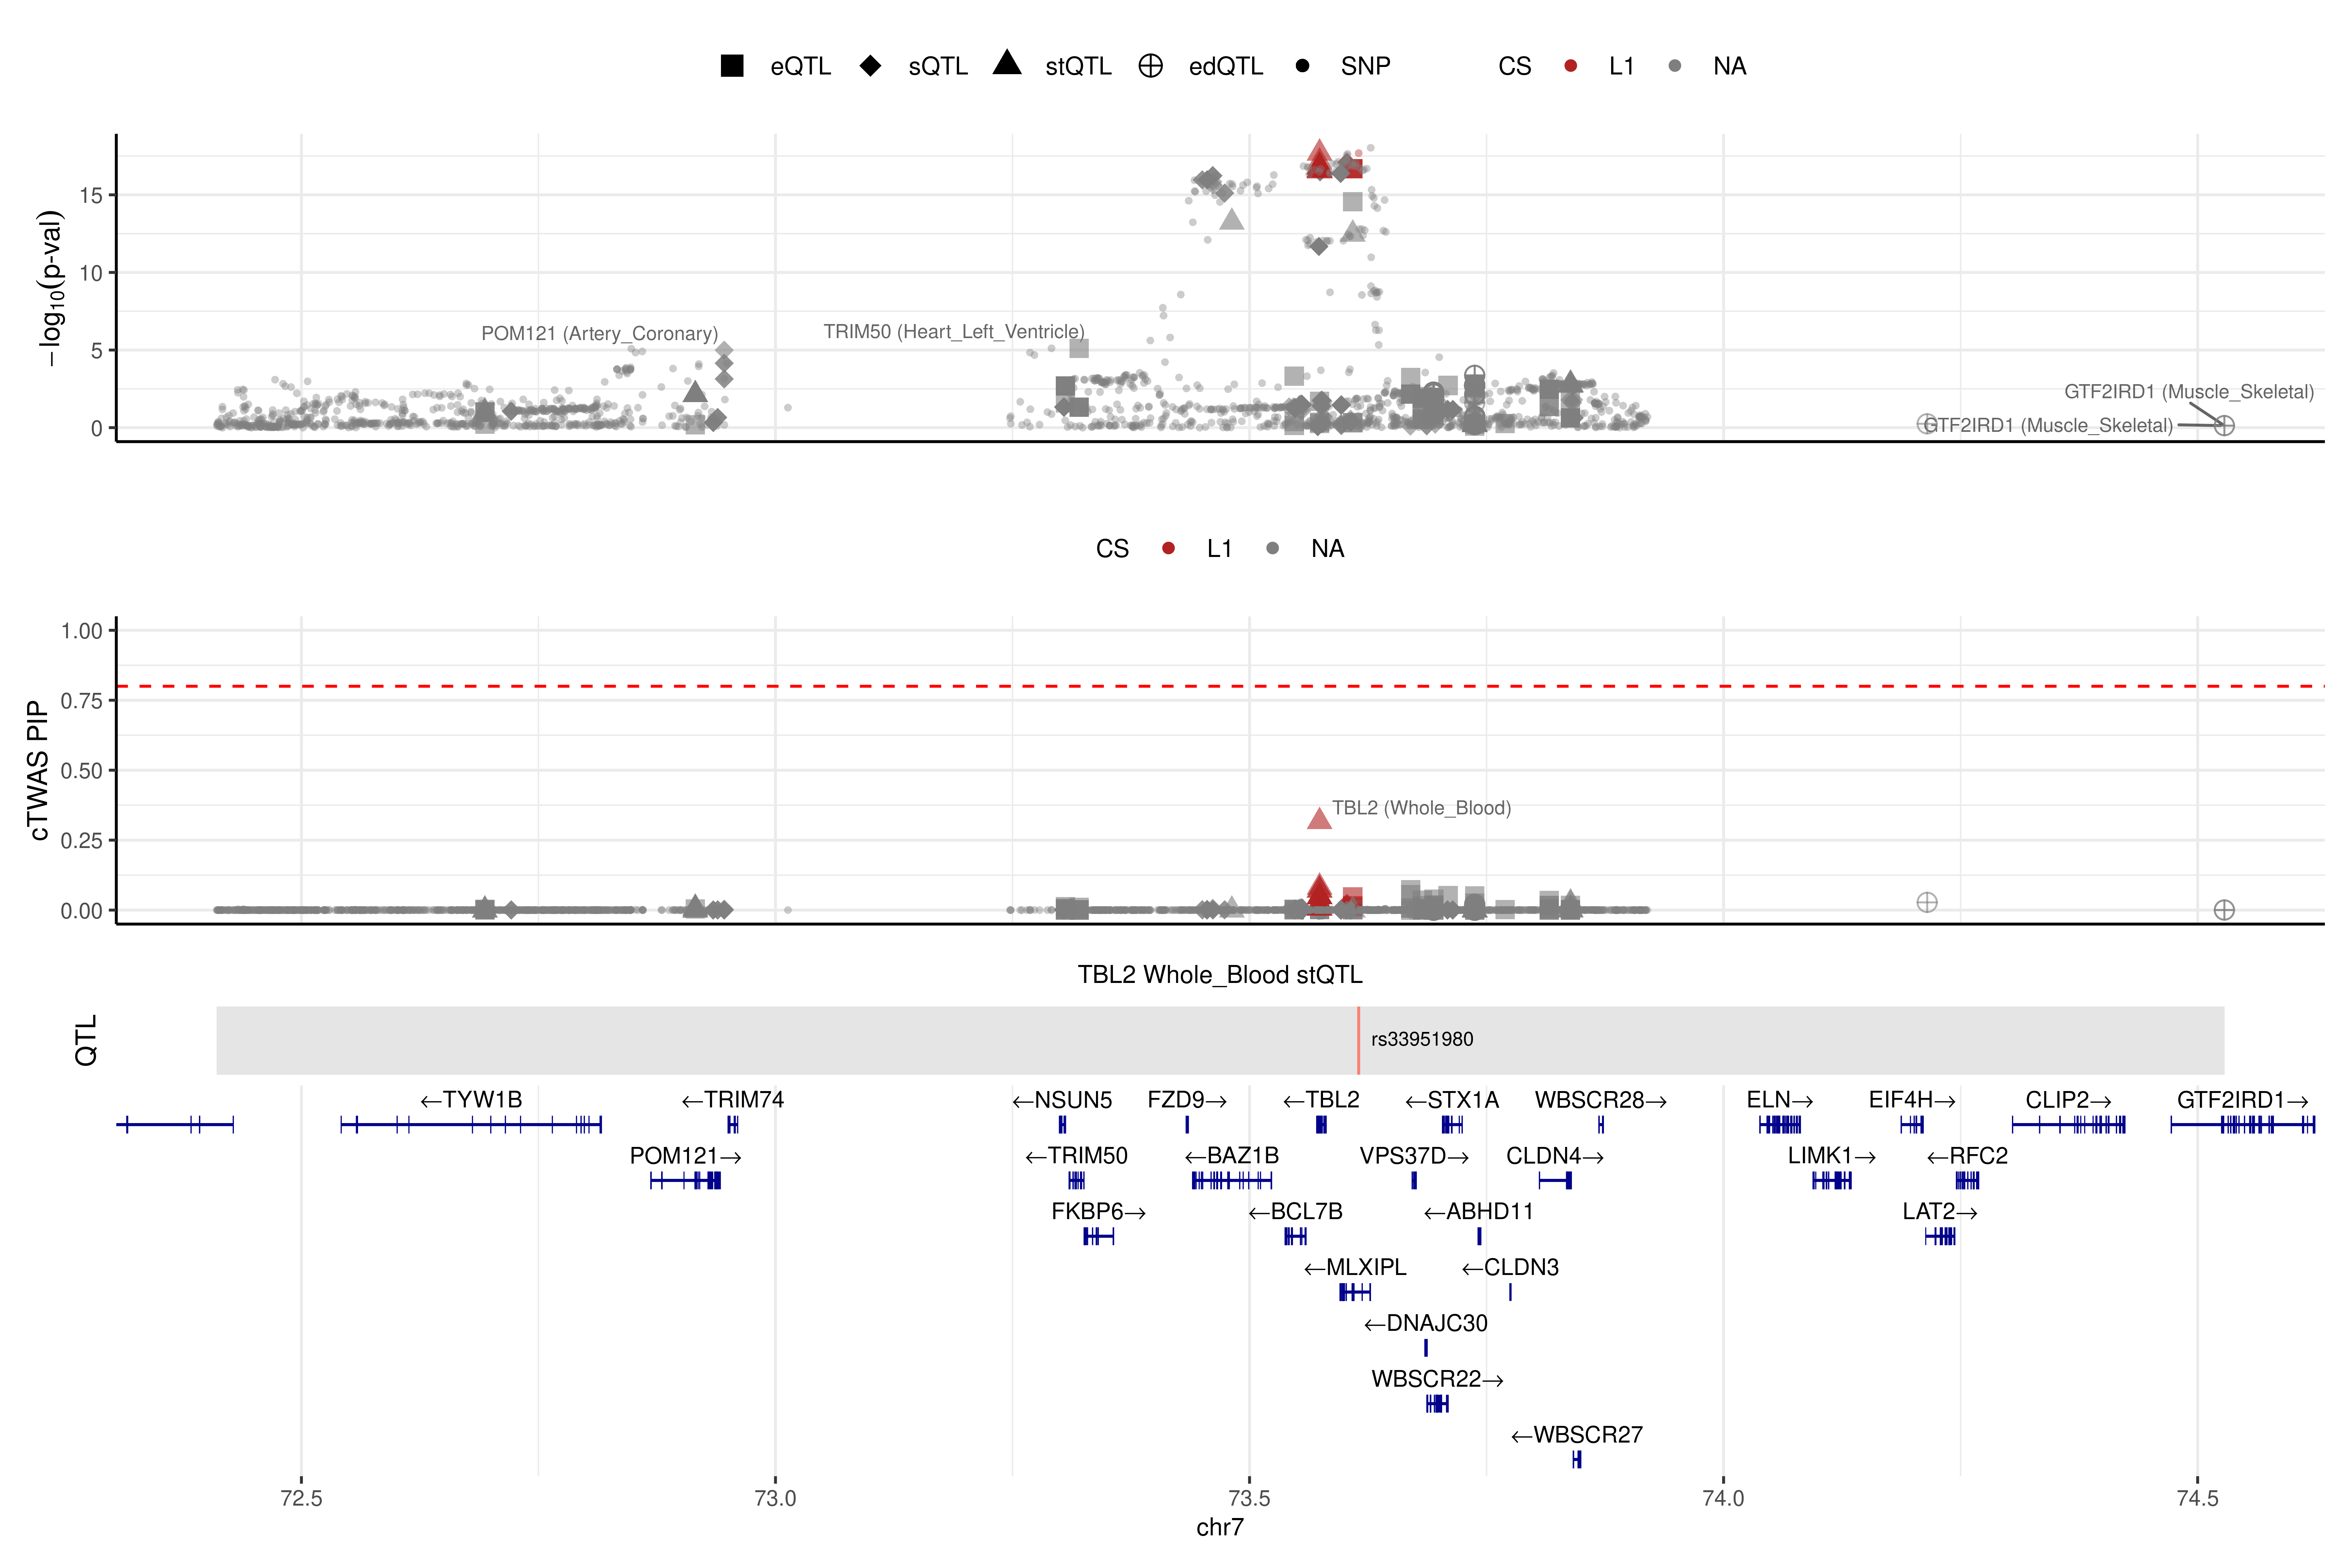 eQTL sQTL stQTL edQTL SNP CS L1 NA
−log10(p-val)
15
10
5
0
POM121 (Artery_Coronary)
TRIM50 (Heart_Left_Ventricle)
GTF2IRD1 (Muscle_Skeletal)
GTF2IRD1 (Muscle_Skeletal)
CS L1 NA
cTWAS PIP
1.00
0.75
0.50
0.25
0.00
TBL2 (Whole_Blood)
TBL2 Whole_Blood stQTL
QTL
rs33951980
←TYW1B ←TRIM74 ←NSUN5 FZD9→ ←TBL2 ←STX1A WBSCR28→ ELN→ EIF4H→ CLIP2→ GTF2IRD1→
POM121→ ←TRIM50 ←BAZ1B VPS37D→ CLDN4→ LIMK1→ ←RFC2
FKBP6→ ←BCL7B ←ABHD11 LAT2→
←MLXIPL ←CLDN3
←DNAJC30
WBSCR22→
←WBSCR27
72.5 73.0 73.5 74.0 74.5
chr7